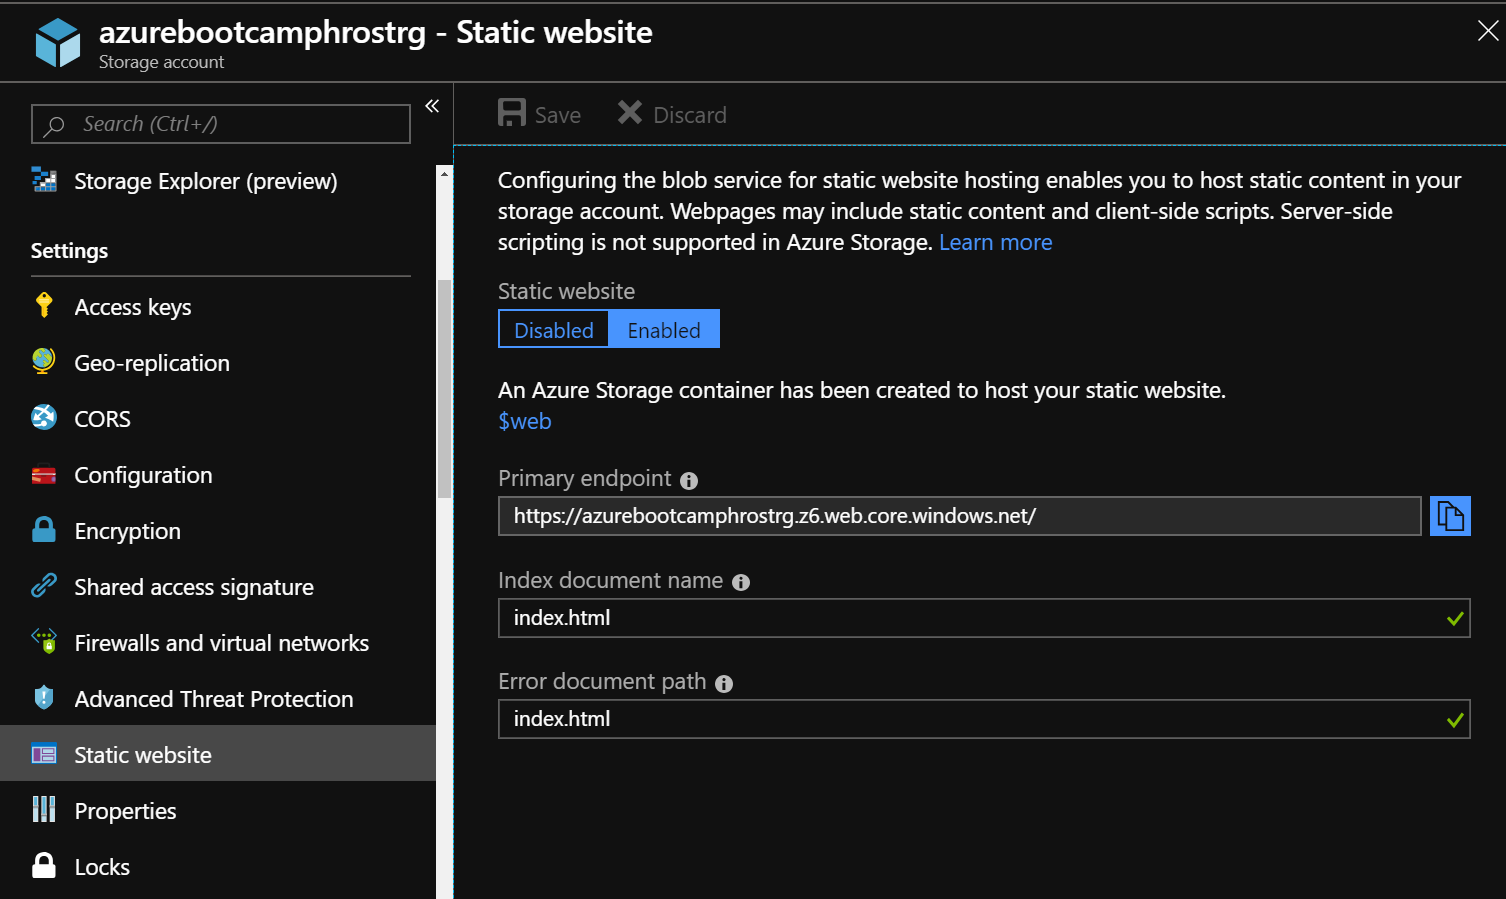 azurebootcamphrostrg - Static website
Storage account
Search (Ctrl+/)
Storage Explorer (preview)
Settings
Access keys
Geo-replication
CORS
Configuration
Encryption
Shared access signature
Firewalls and virtual networks
Advanced Threat Protection
Static website
Properties
Locks
Save
Discard
Configuring the blob service for static website hosting enables you to host static content in your
storage account. Webpages may include static content and client-side scripts. Server-side
scripting is not supported in Azure Storage. Learn more
Static website
Disabled Enabled
An Azure Storage container has been created to host your static website.
$web
Primary endpoint
https://azurebootcamphrostrg.z6.web.core.windows.net/
Index document name
index.html
Error document path
index.html